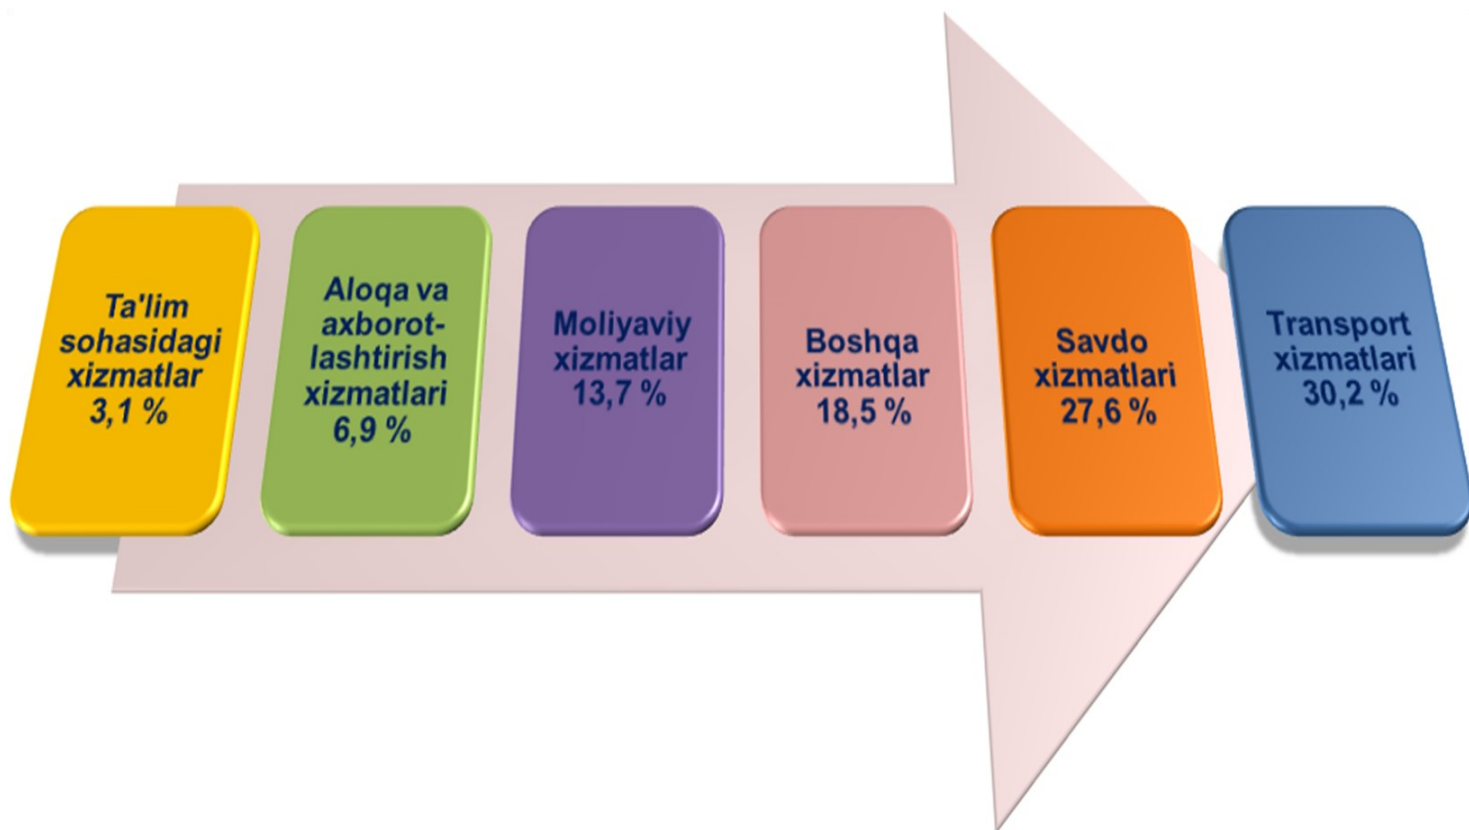 Ta'lim
sohasidagi
xizmatlar
3,1 %
Aloqa va
axborot-
lashtirish
xizmatlari
6,9 %
Moliyaviy
xizmatlar
13,7 %
Boshqa
xizmatlar
18,5 %
Savdo
xizmatlari
27,6 %
Transport
xizmatlari
30,2 %